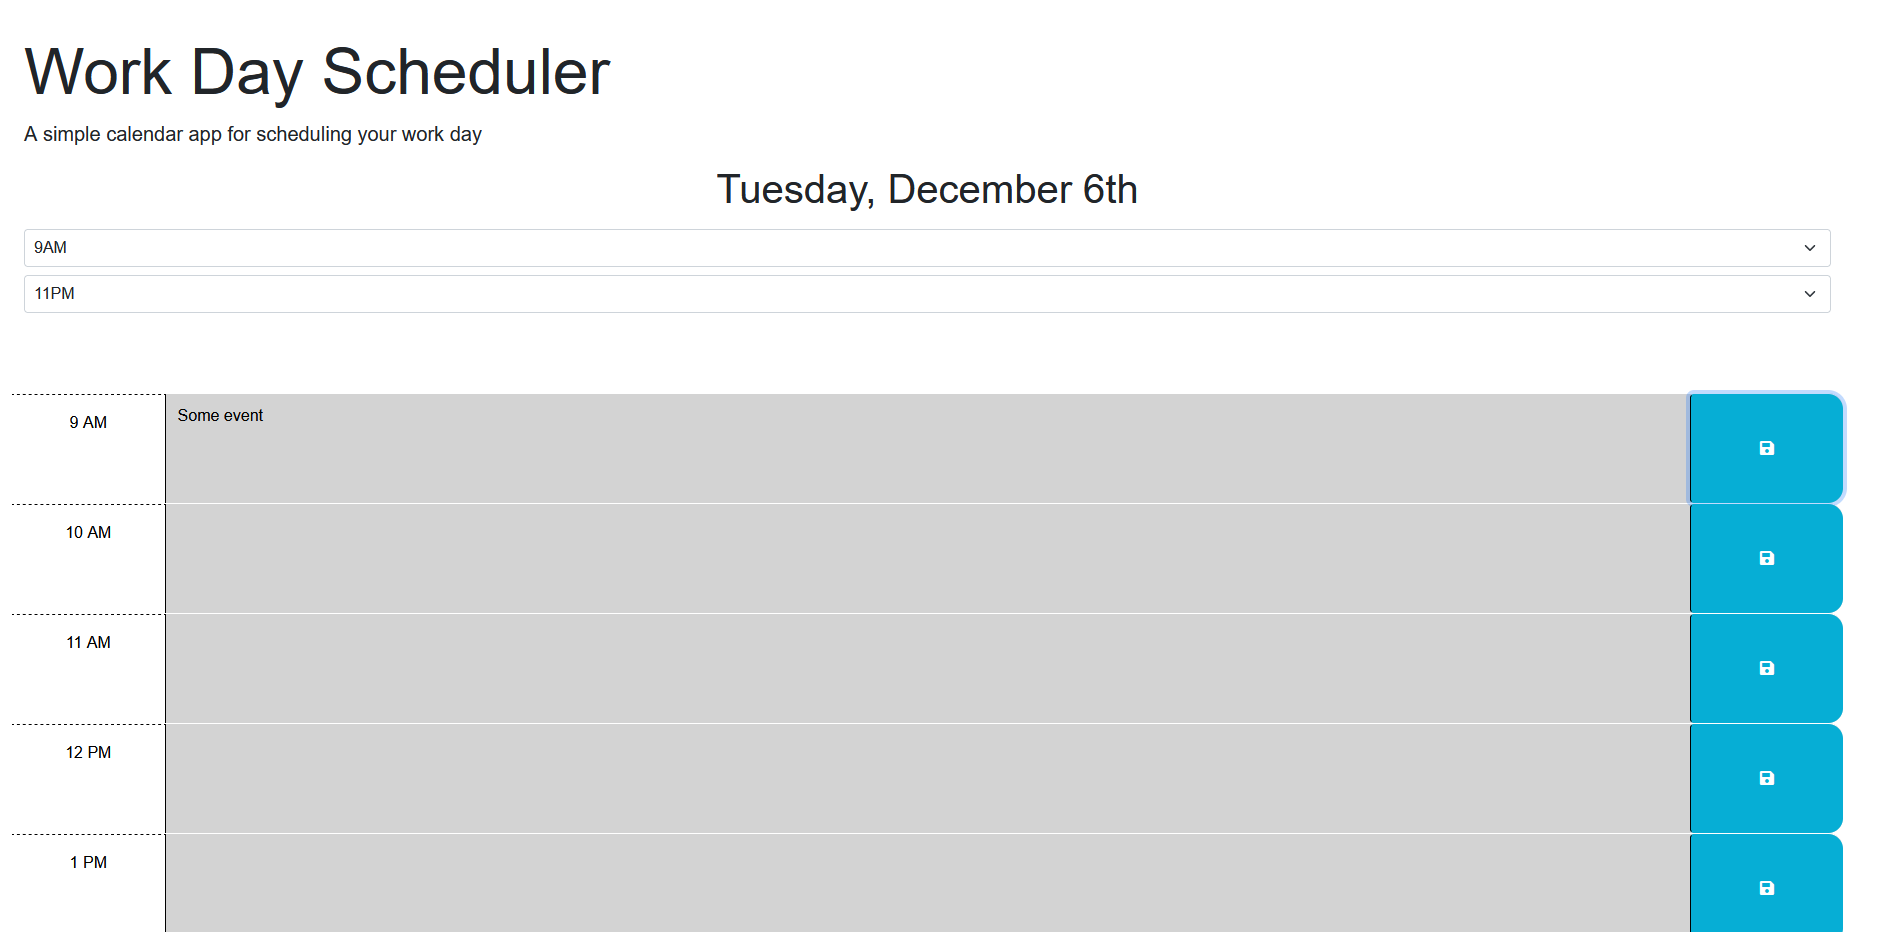 Work Day Scheduler
A simple calendar app for scheduling your work day
Tuesday, December 6th
9AM
11PM
9 AM
Some event
10 AM
11 AM
12 PM
1 PM